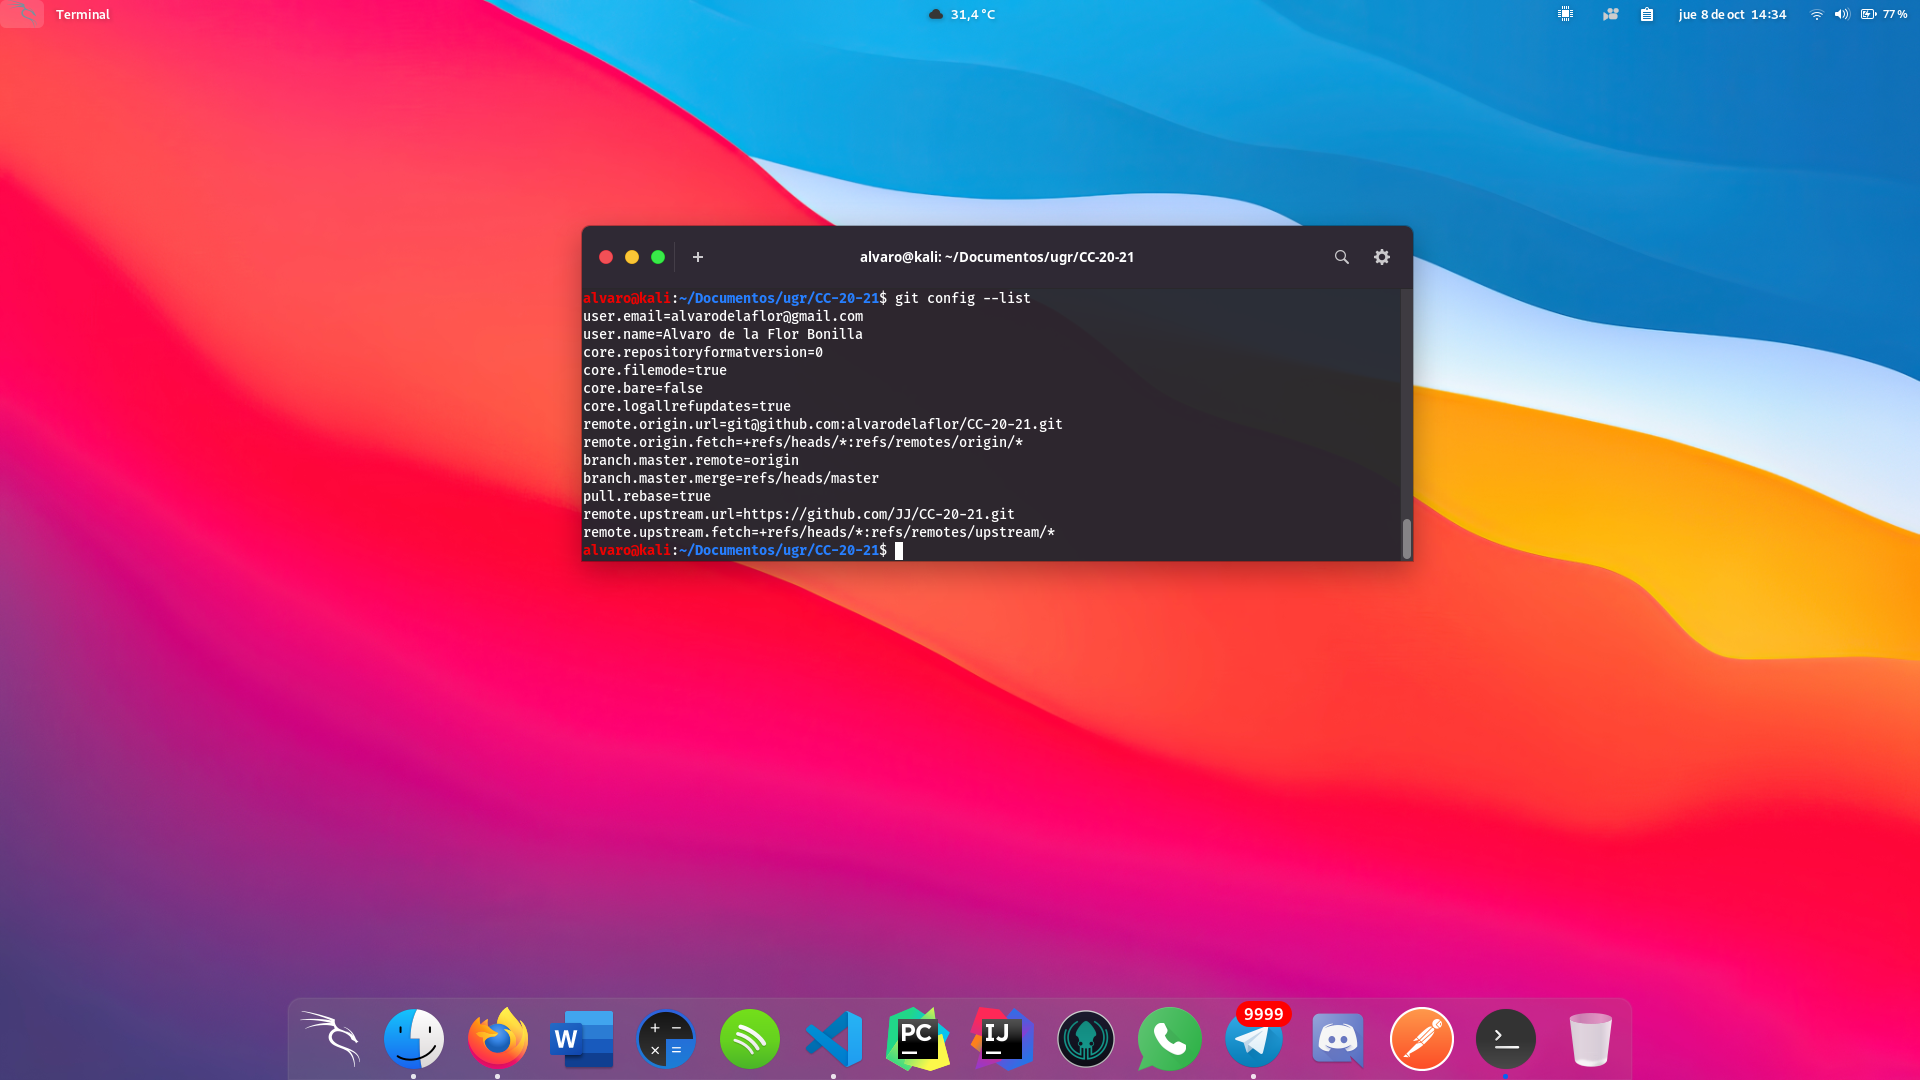 Terminal
31,4 °C
jue 8 de oct 14:34
77 %
alvaro@kali: ~/Documentos/ugr/CC-20-21
alvaro@kali:~/Documentos/ugr/CC-20-21$ git config --list
user.email=alvarodelaflor@gmail.com
user.name=Alvaro de la Flor Bonilla
core.repositoryformatversion=0
core.filemode=true
core.bare=false
core.logallrefupdates=true
remote.origin.url=git@github.com:alvarodelaflor/CC-20-21.git
remote.origin.fetch=+refs/heads/*:refs/remotes/origin/*
branch.master.remote=origin
branch.master.merge=refs/heads/master
pull.rebase=true
remote.upstream.url=https://github.com/JJ/CC-20-21.git
remote.upstream.fetch=+refs/heads/*:refs/remotes/upstream/*
alvaro@kali:~/Documentos/ugr/CC-20-21$
W
PC
IJ
9999